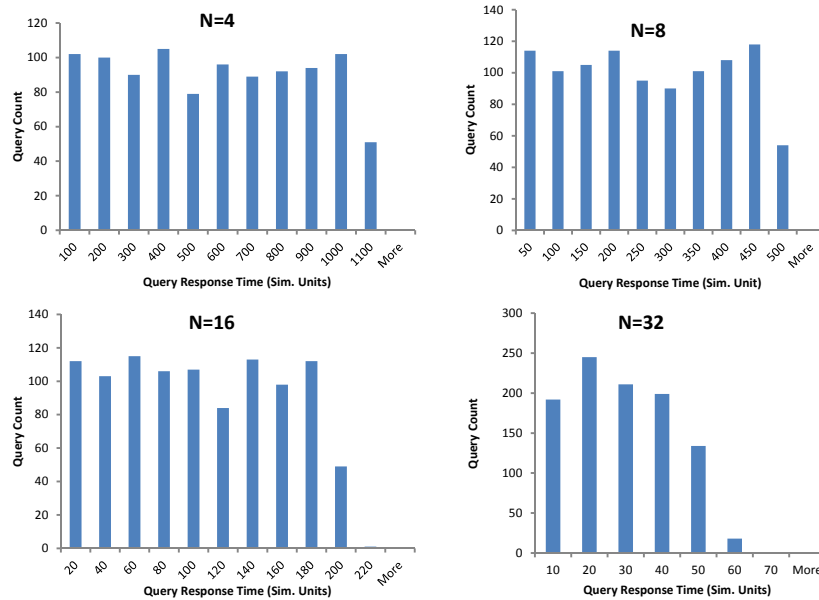 N=4
Query Count
120
100
80
60
40
20
0
100 200 300 400 500 600 700 800 900 1000 1100 More
Query Response Time (Sim. Units)
N=8
Query Count
140
120
100
80
60
40
20
0
50 100 150 200 250 300 350 400 450 500 More
Query Response Time (Sim. Unit)
N=16
Query Count
140
120
100
80
60
40
20
0
20 40 60 80 100 120 140 160 180 200 220 More
Query Response Time (Sim. Units)
N=32
Query Count
300
250
200
150
100
50
0
10 20 30 40 50 60 70 More
Query Response Time (Sim. Units)